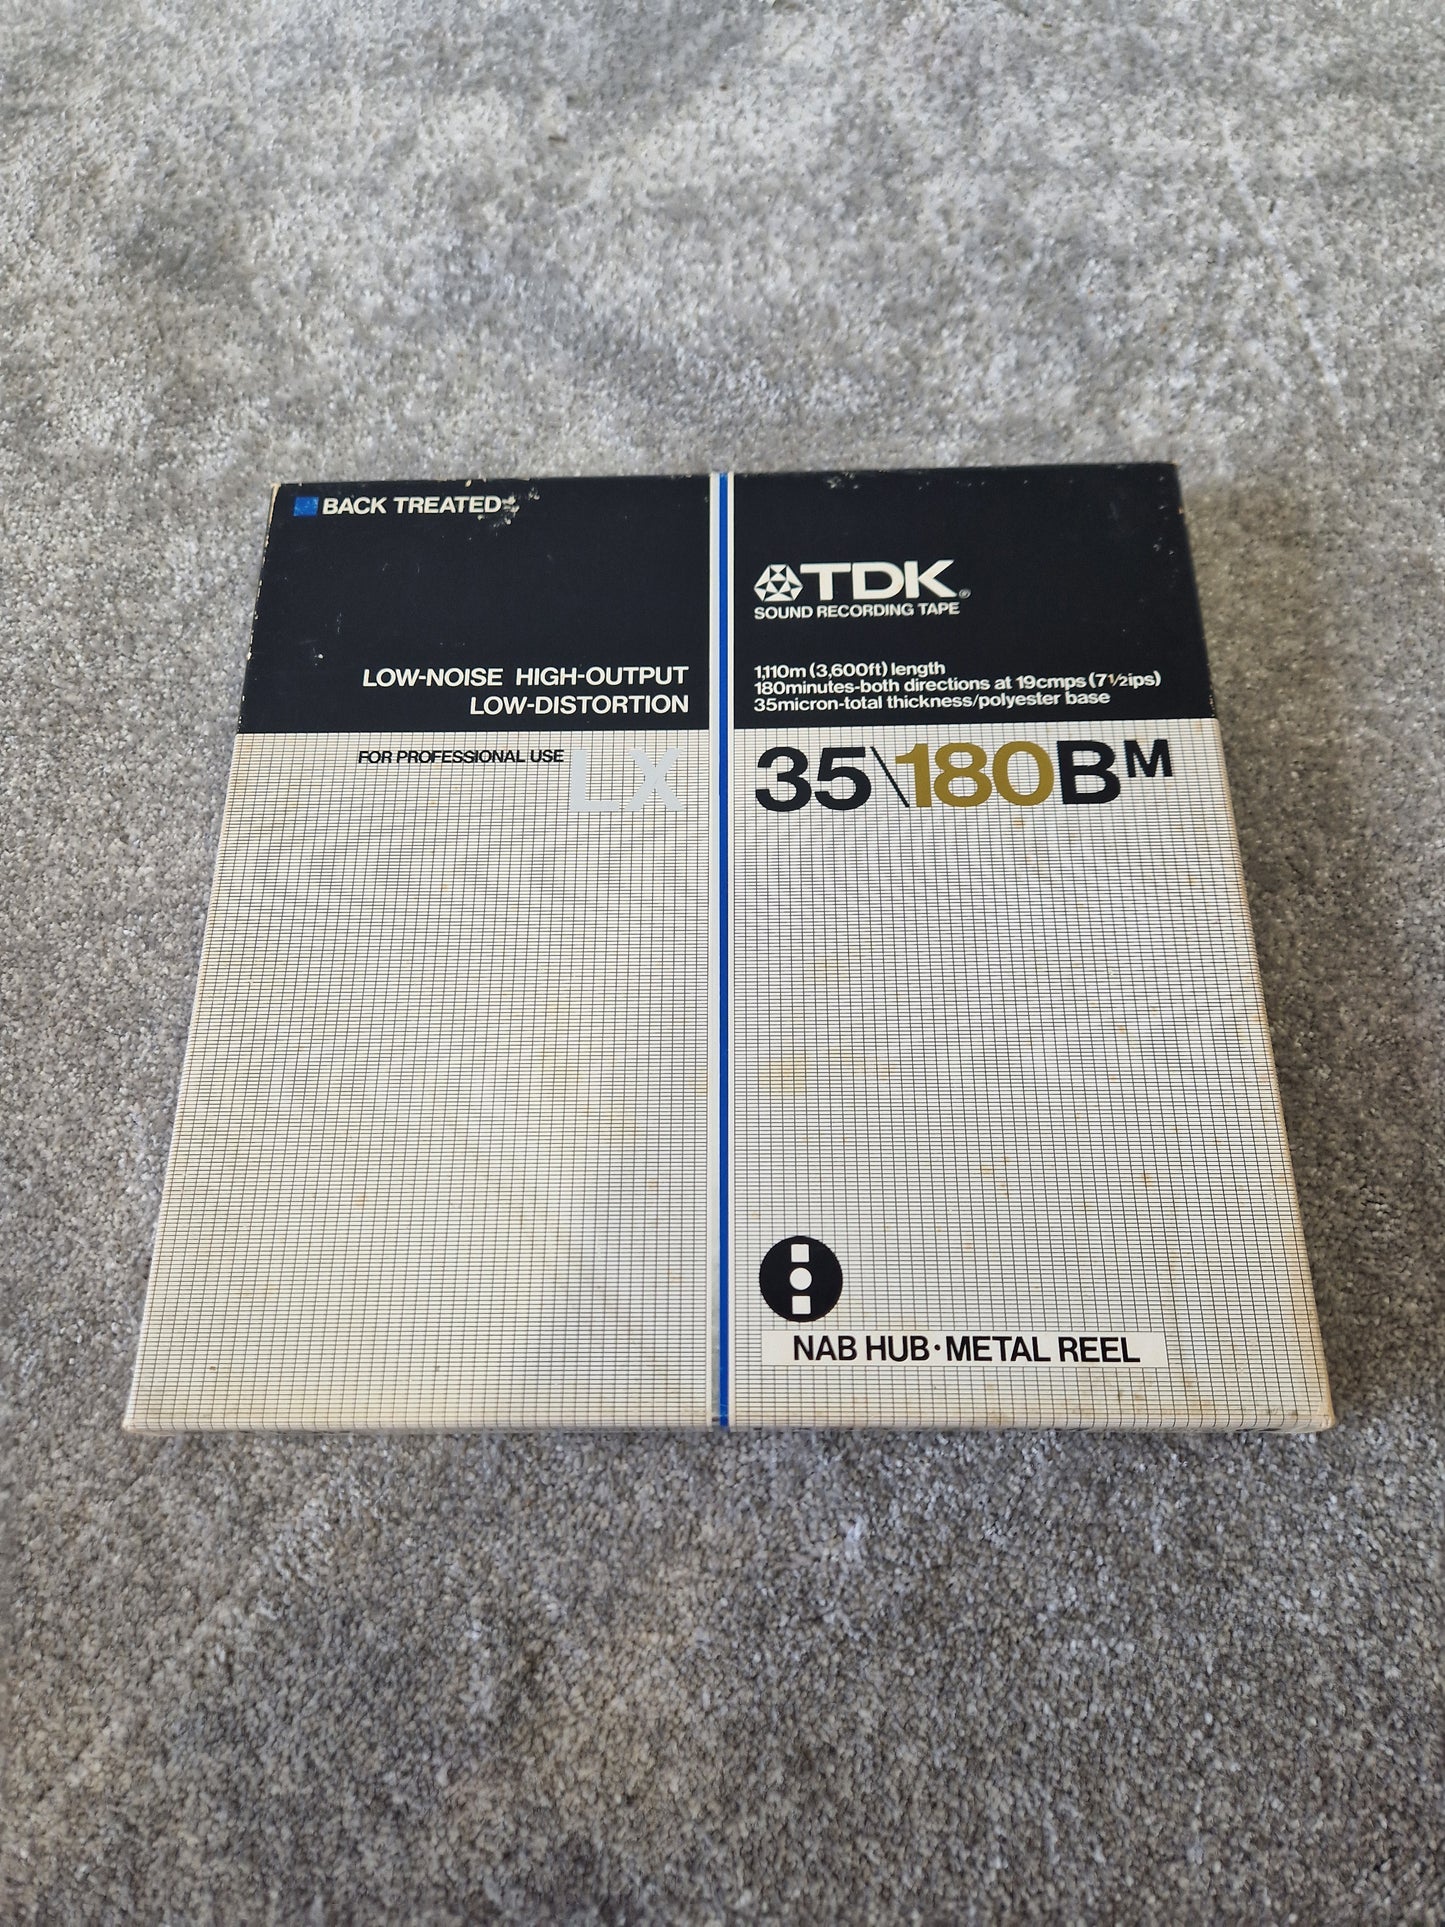 BACK TREATED
LOW-NOISE HIGH-OUTPUT
LOW-DISTORTION
FOR PROFESSIONAL USE LX
TDK®
SOUND RECORDING TAPE
1,110m (3,600ft) length
180minutes-both directions at 19cmps (7½ips)
35micron-total thickness/polyester base
35\180BM
NAB HUB·METAL REEL